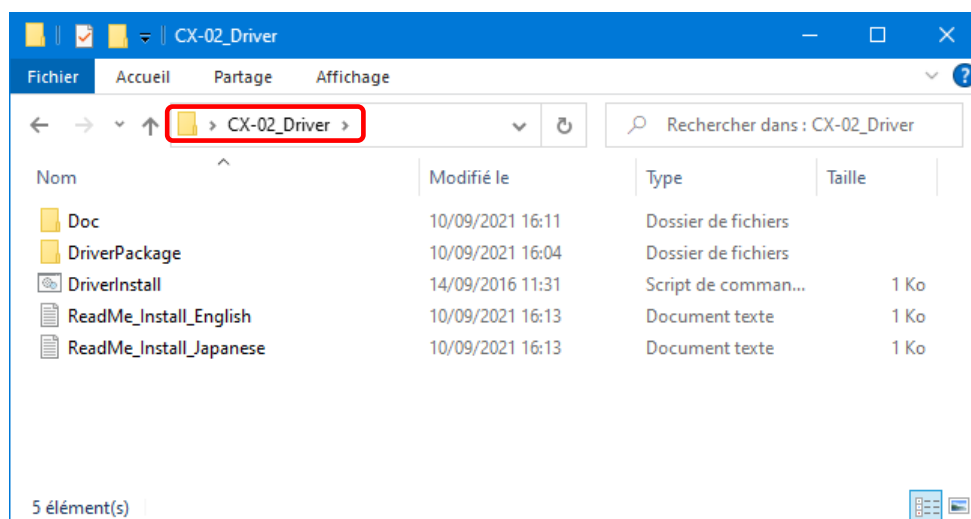 CX-02_Driver
Fichier Accueil Partage Affichage ?
CX-02_Driver Rechercher dans : CX-02_Driver
Nom Modifié le Type Taille
Doc 10/09/2021 16:11 Dossier de fichiers
DriverPackage 10/09/2021 16:04 Dossier de fichiers
DriverInstall 14/09/2016 11:31 Script de comman... 1 Ko
ReadMe_Install_English 10/09/2021 16:13 Document texte 1 Ko
ReadMe_Install_Japanese 10/09/2021 16:13 Document texte 1 Ko
5 élément(s)